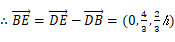 ∴ \overrightarrow{BE} = \overrightarrow{DE} − \overrightarrow{DB} = (0, \frac{4}{3}, \frac{2}{3}h)